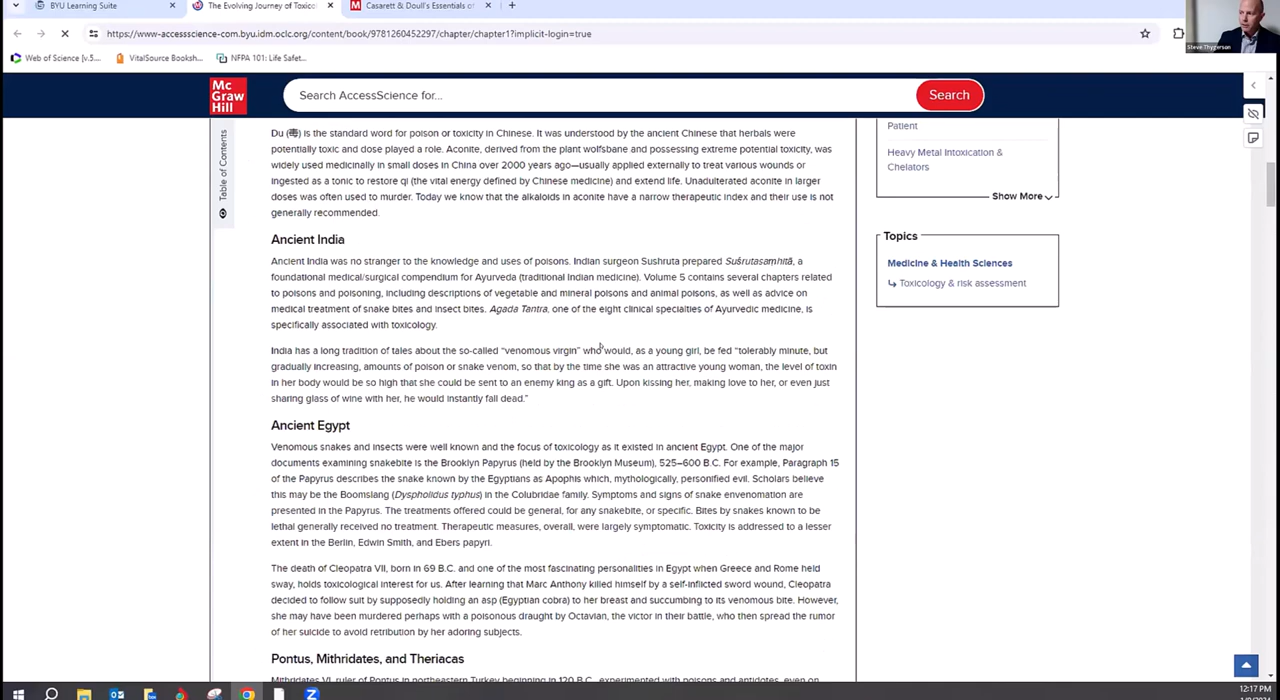 BYU Learning Suite
The Evolving Journey of Toxicol
Casarett & Doull's Essentials of
https://www-accessscience-com.byu.idm.oclc.org/content/book/9781260452297/chapter/chapter1?implicit-login=true
Steve Thygerson
Web of Science [v.5....
VitalSource Booksh...
NFPA 101: Life Safet...
Mc
Graw
Hill
Search AccessScience for...
Search
Table of Contents
Du (毒) is the standard word for poison or toxicity in Chinese. It was understood by the ancient Chinese that herbals were
potentially toxic and dose played a role. Aconite, derived from the plant wolfsbane and possessing extreme potential toxicity, was
widely used medicinally in small doses in China over 2000 years ago—usually applied externally to treat various wounds or
ingested as a tonic to restore qi (the vital energy defined by Chinese medicine) and extend life. Unadulterated aconite in larger
doses was often used to murder. Today we know that the alkaloids in aconite have a narrow therapeutic index and their use is not
generally recommended.
Ancient India
Ancient India was no stranger to the knowledge and uses of poisons. Indian surgeon Sushruta prepared Suśrutasaṃhitā, a
foundational medical/surgical compendium for Ayurveda (traditional Indian medicine). Volume 5 contains several chapters related
to poisons and poisoning, including descriptions of vegetable and mineral poisons and animal poisons, as well as advice on
medical treatment of snake bites and insect bites. Agada Tantra, one of the eight clinical specialties of Ayurvedic medicine, is
specifically associated with toxicology.
India has a long tradition of tales about the so-called “venomous virgin” who would, as a young girl, be fed “tolerably minute, but
gradually increasing, amounts of poison or snake venom, so that by the time she was an attractive young woman, the level of toxin
in her body would be so high that she could be sent to an enemy king as a gift. Upon kissing her, making love to her, or even just
sharing glass of wine with her, he would instantly fall dead.”
Ancient Egypt
Venomous snakes and insects were well known and the focus of toxicology as it existed in ancient Egypt. One of the major
documents examining snakebite is the Brooklyn Papyrus (held by the Brooklyn Museum), 525–600 B.C. For example, Paragraph 15
of the Papyrus describes the snake known by the Egyptians as Apophis which, mythologically, personified evil. Scholars believe
this may be the Boomslang (Dyspholidus typhus) in the Colubridae family. Symptoms and signs of snake envenomation are
presented in the Papyrus. The treatments offered could be general, for any snakebite, or specific. Bites by snakes known to be
lethal generally received no treatment. Therapeutic measures, overall, were largely symptomatic. Toxicity is addressed to a lesser
extent in the Berlin, Edwin Smith, and Ebers papyri.
The death of Cleopatra VII, born in 69 B.C. and one of the most fascinating personalities in Egypt when Greece and Rome held
sway, holds toxicological interest for us. After learning that Marc Anthony killed himself by a self-inflicted sword wound, Cleopatra
decided to follow suit by supposedly holding an asp (Egyptian cobra) to her breast and succumbing to its venomous bite. However,
she may have been murdered perhaps with a poisonous draught by Octavian, the victor in their battle, who then spread the rumor
of her suicide to avoid retribution by her adoring subjects.
Pontus, Mithridates, and Theriacas
Mithridates VI, ruler of Pontus in northeastern Turkey beginning in 120 B.C., experimented with poisons and antidotes, even on
Patient
Heavy Metal Intoxication &
Chelators
Show More
Topics
Medicine & Health Sciences
Toxicology & risk assessment
12:17 PM